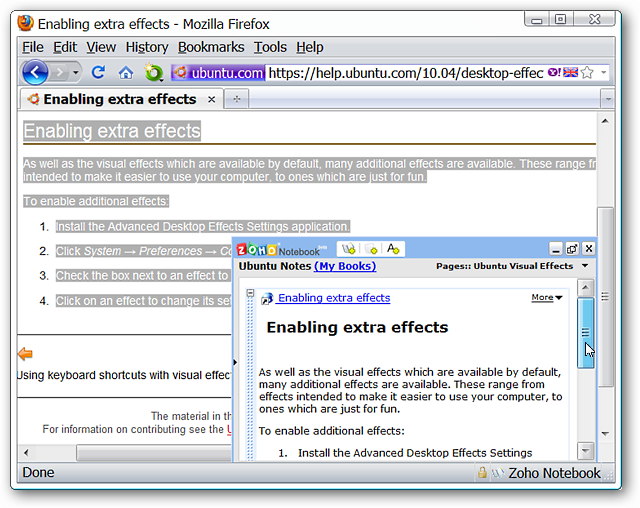 Enabling extra effects - Mozilla Firefox
File Edit View History Bookmarks Tools Help
ubuntu.com https://help.ubuntu.com/10.04/desktop-effec
Enabling extra effects
Enabling extra effects
As well as the visual effects which are available by default, many additional effects are available. These range fr
intended to make it easier to use your computer, to ones which are just for fun.
To enable additional effects:
1. Install the Advanced Desktop Effects Settings application.
2. Click System → Preferences → Co
3. Check the box next to an effect to
4. Click on an effect to change its set
Using keyboard shortcuts with visual effec
The material in th
For information on contributing see the U
ZOHO Notebook
Ubuntu Notes (My Books) Pages:: Ubuntu Visual Effects
Enabling extra effects More
Enabling extra effects
As well as the visual effects which are available by default,
many additional effects are available. These range from
effects intended to make it easier to use your computer, to
ones which are just for fun.
To enable additional effects:
1. Install the Advanced Desktop Effects Settings
Done Zoho Notebook